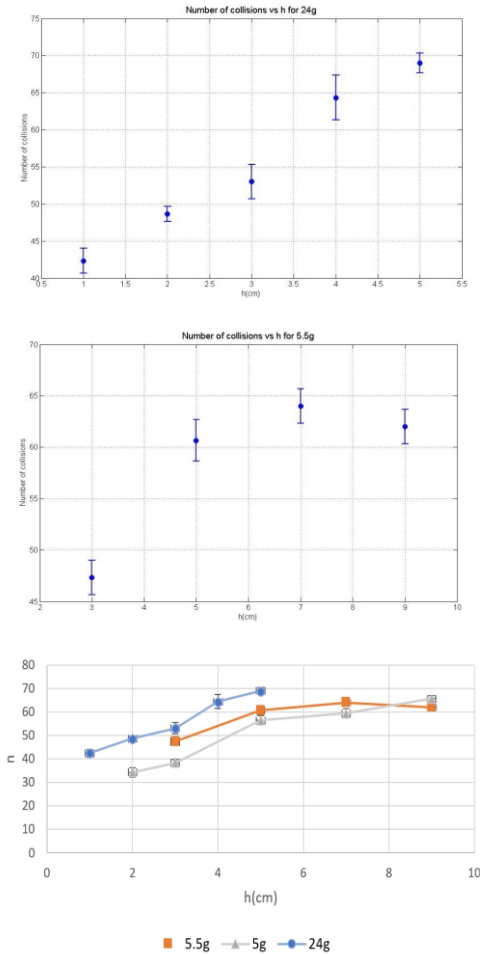 Number of collisions vs h for 24g
75
70
65
60
55
50
45
40
Number of collisions
0.5 1 1.5 2 2.5 3 3.5 4 4.5 5 5.5
h(cm)
Number of collisions vs h for 5.5g
70
65
60
55
50
45
Number of collisions
2 3 4 5 6 7 8 9 10
h(cm)
80
70
60
50
40
30
20
10
0
n
0 2 4 6 8 10
h(cm)
5.5g 5g 24g